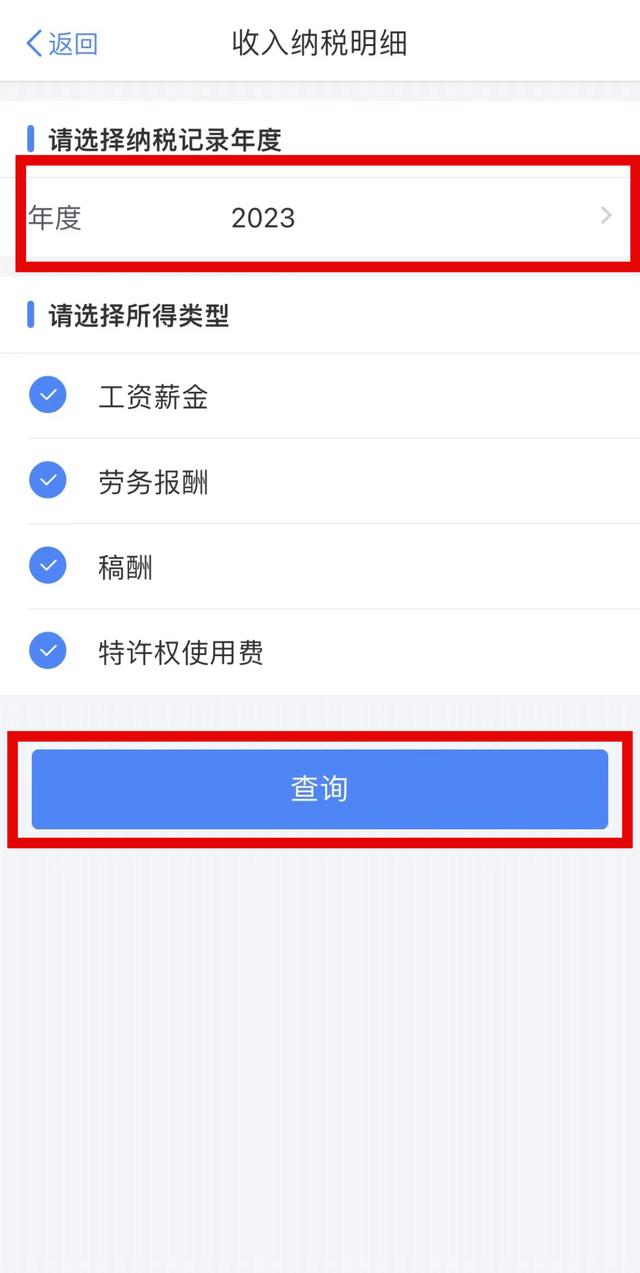 返回 收入纳税明细
请选择纳税记录年度
年度 2023
请选择所得类型
工资薪金
劳务报酬
稿酬
特许权使用费
查询